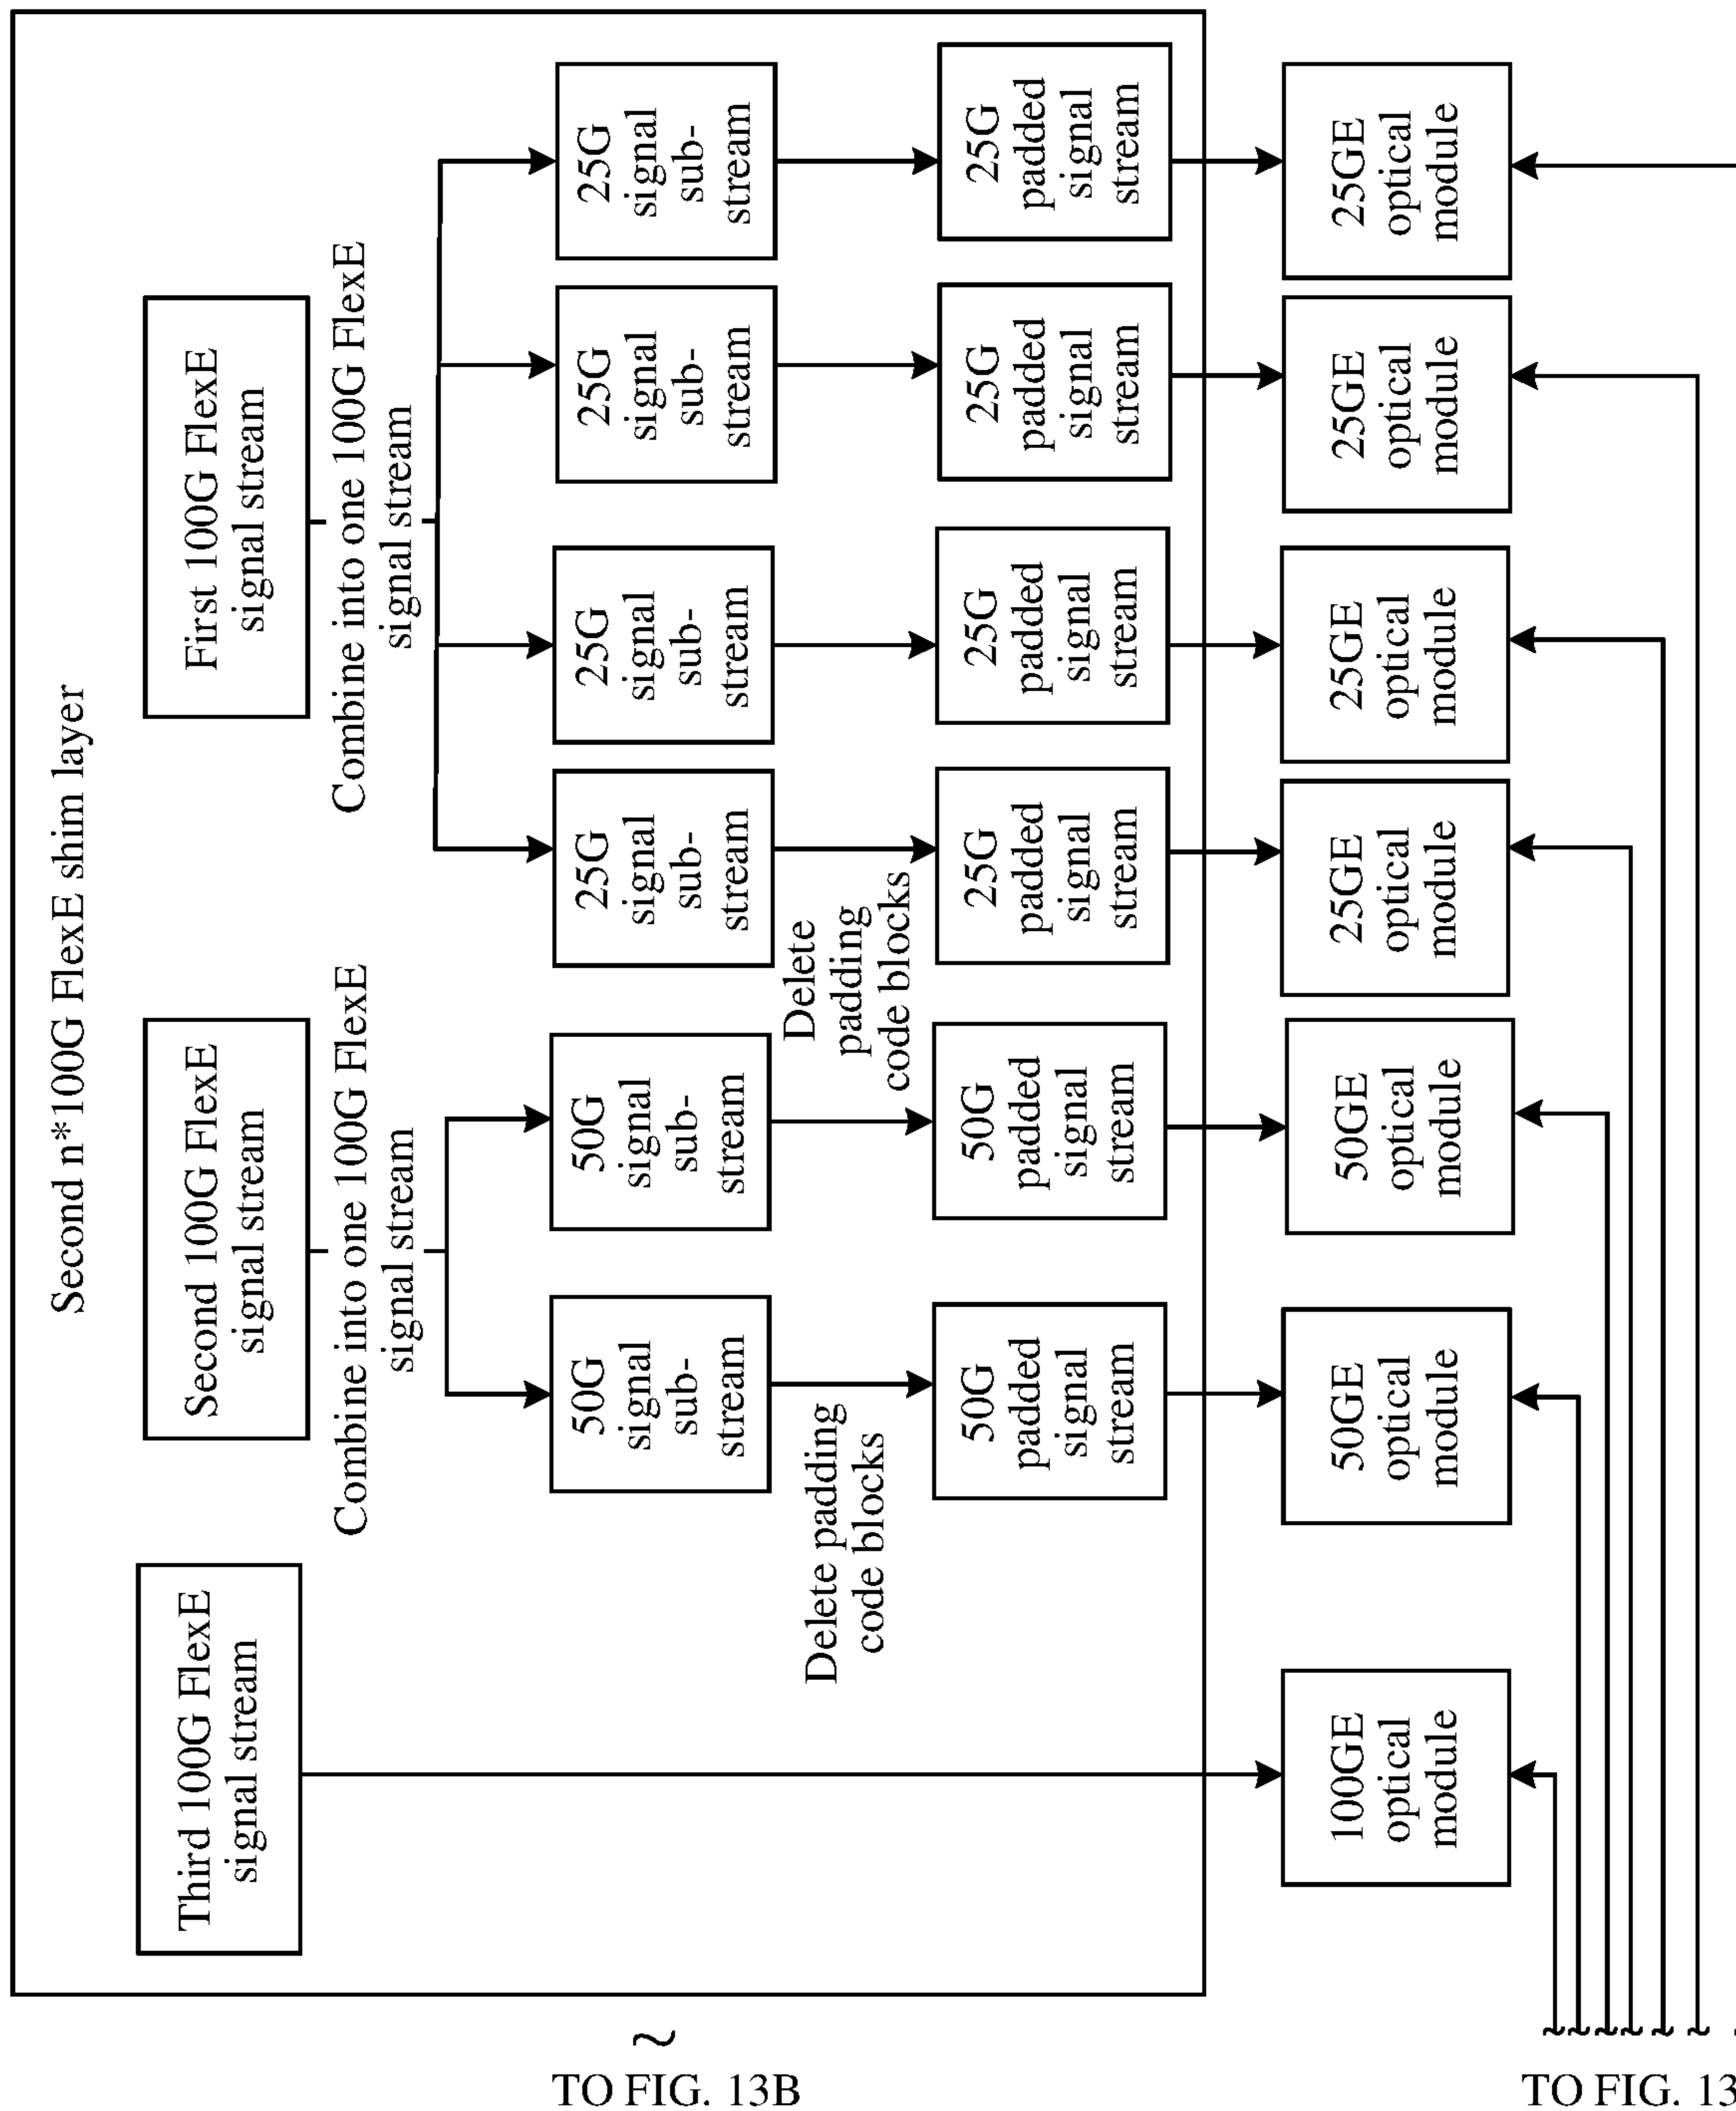 Second n*100G FlexE shim layer
Third 100G FlexE
signal stream
Second 100G FlexE
signal stream
First 100G FlexE
signal stream
Combine into one 100G FlexE
signal stream
Combine into one 100G FlexE
signal stream
50G
signal
sub-
stream
50G
signal
sub-
stream
25G
signal
sub-
stream
25G
signal
sub-
stream
25G
signal
sub-
stream
25G
signal
sub-
stream
Delete padding
code blocks
Delete
padding
code blocks
50G
padded
signal
stream
50G
padded
signal
stream
25G
padded
signal
stream
25G
padded
signal
stream
25G
padded
signal
stream
25G
padded
signal
stream
100GE
optical
module
50GE
optical
module
50GE
optical
module
25GE
optical
module
25GE
optical
module
25GE
optical
module
25GE
optical
module
TO FIG. 13B
TO FIG. 13